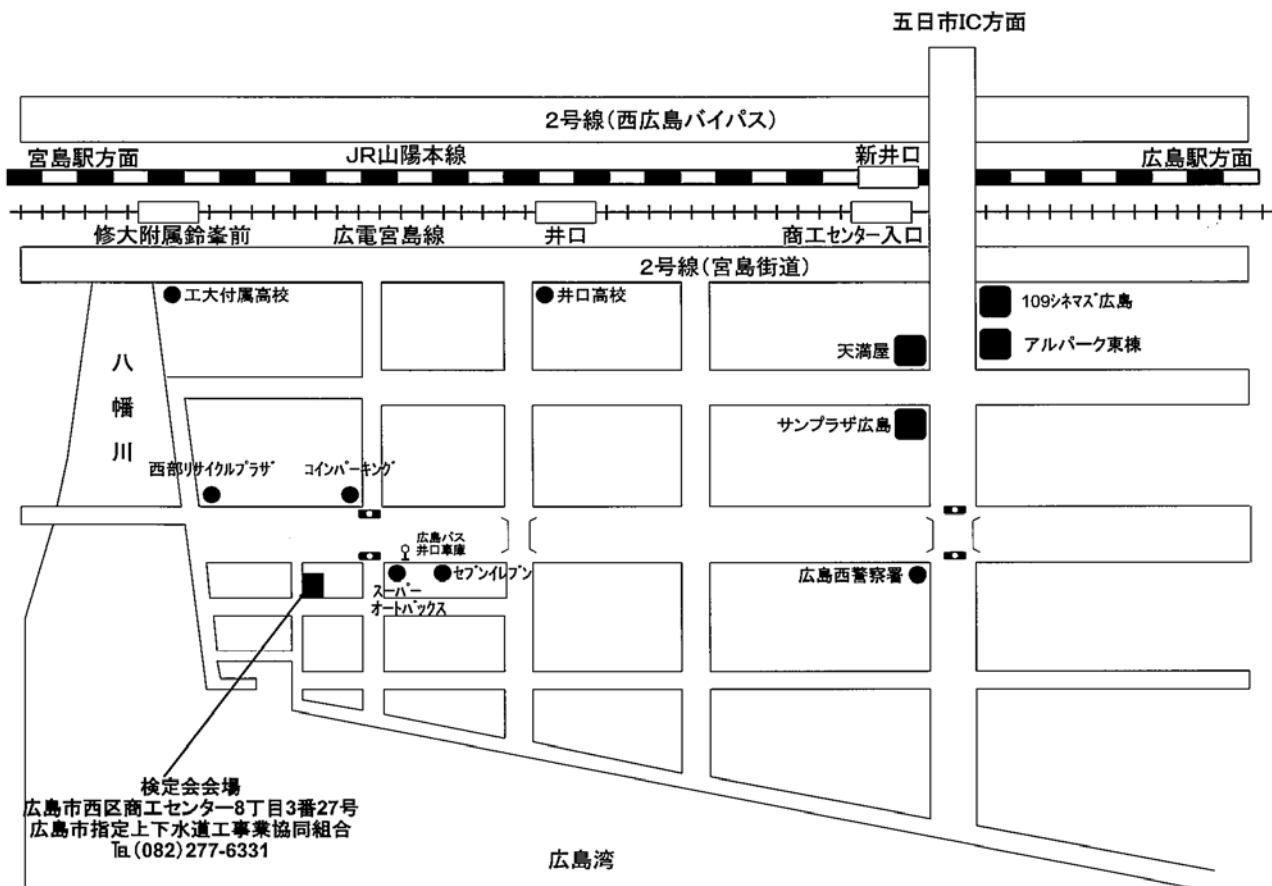 五日市IC方面
2号線(西広島バイパス)
宮島駅方面
JR山陽本線
新井口
広島駅方面
修大附属鈴峯前
広電宮島線
井口
商工センター入口
2号線(宮島街道)
工大付属高校
井口高校
109シネマズ広島
天満屋
アルパーク東棟
八幡川
サンプラザ広島
西部リサイクルプラザ
コインパーキング
広島バス
井口車庫
セブンイレブン
スーパー
オートバックス
広島西警察署
検定会会場
広島市西区商工センター8丁目3番27号
広島市指定上下水道工事業協同組合
℡(082)277-6331
広島湾